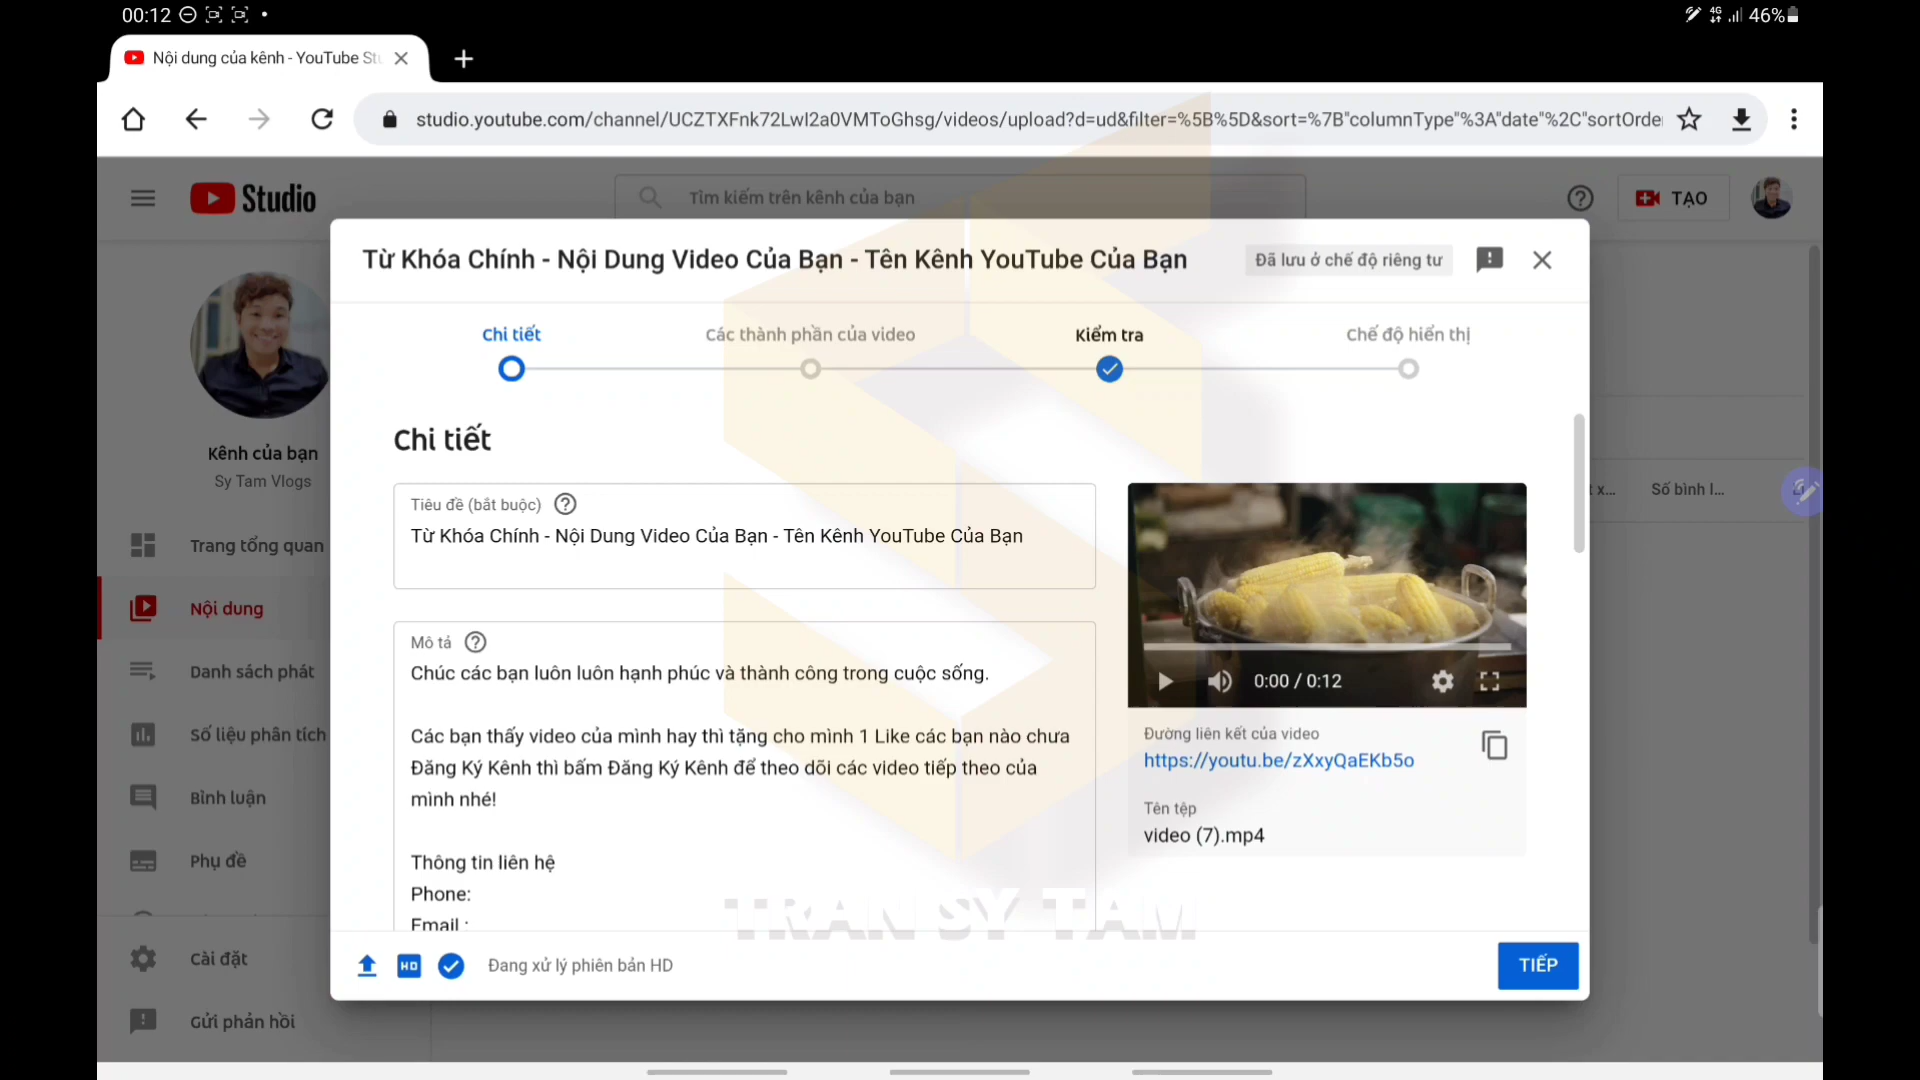 00:12
4G
46%
Nội dung của kênh - YouTube Stu
studio.youtube.com/channel/UCZTXFnk72LwI2a0VMToGhsg/videos/upload?d=ud&filter=%5B%5D&sort=%7B"columnType"%3A"date"%2C"sortOrde
Studio
Tìm kiếm trên kênh của bạn
TẠO
Từ Khóa Chính - Nội Dung Video Của Bạn - Tên Kênh YouTube Của Bạn
Đã lưu ở chế độ riêng tư
Chi tiết
Các thành phần của video
Kiểm tra
Chế độ hiển thị
Kênh của bạn
Sy Tam Vlogs
Trang tổng quan
Nội dung
Danh sách phát
Số liệu phân tích
Bình luận
Phụ đề
Cài đặt
Gửi phản hồi
Chi tiết
Tiêu đề (bắt buộc)
Từ Khóa Chính - Nội Dung Video Của Bạn - Tên Kênh YouTube Của Bạn
Mô tả
Chúc các bạn luôn luôn hạnh phúc và thành công trong cuộc sống.
Các bạn thấy video của mình hay thì tặng cho mình 1 Like các bạn nào chưa
Đăng Ký Kênh thì bấm Đăng Ký Kênh để theo dõi các video tiếp theo của
mình nhé!
Thông tin liên hệ
Phone:
Email :
0:00 / 0:12
Đường liên kết của video
https://youtu.be/zXxyQaEKb5o
Tên tệp
video (7).mp4
t x...
Số bình l...
TRAN SY TAM
HD
Đang xử lý phiên bản HD
TIẾP